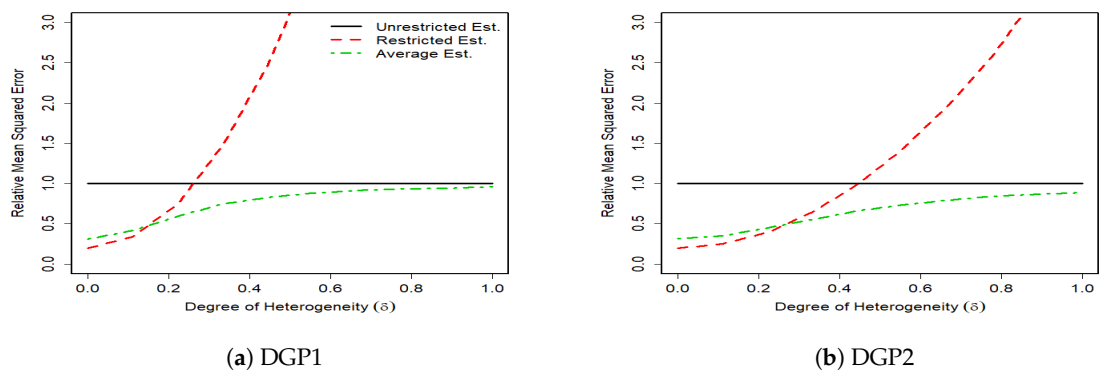 Relative Mean Squared Error
3.0
2.5
2.0
1.5
1.0
0.5
0.0
Unrestricted Est.
Restricted Est.
Average Est.
0.0 0.2 0.4 0.6 0.8 1.0
Degree of Heterogeneity (δ)
(a) DGP1
Relative Mean Squared Error
3.0
2.5
2.0
1.5
1.0
0.5
0.0
0.0 0.2 0.4 0.6 0.8 1.0
Degree of Heterogeneity (δ)
(b) DGP2